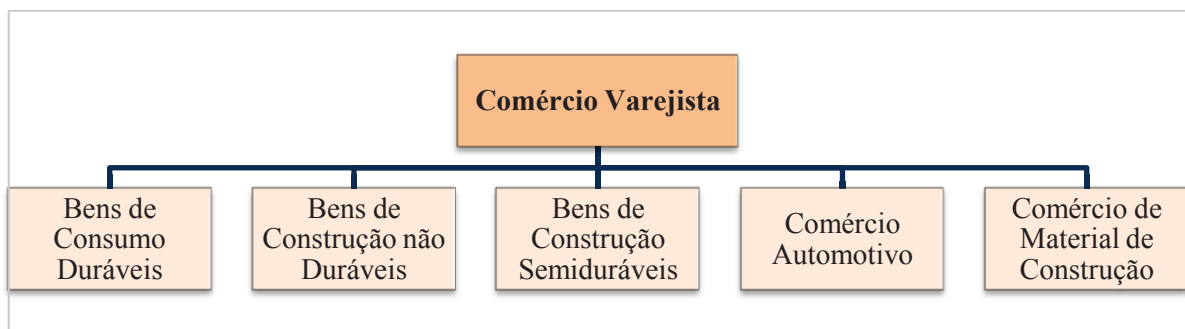 Comércio Varejista
Bens de
Consumo
Duráveis
Bens de
Construção não
Duráveis
Bens de
Construção
Semiduráveis
Comércio
Automotivo
Comércio de
Material de
Construção